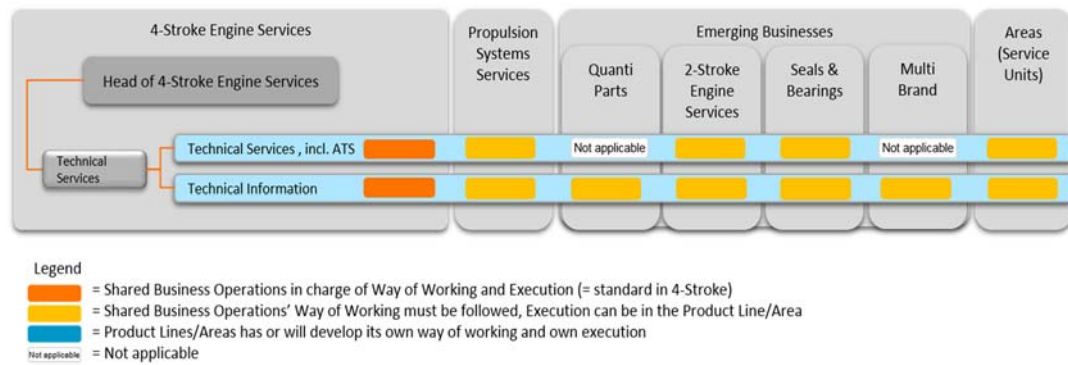 4-Stroke Engine Services
Head of 4-Stroke Engine Services
Technical
Services
Propulsion
Systems
Services
Emerging Businesses
Quanti
Parts
2-Stroke
Engine
Services
Seals &
Bearings
Multi
Brand
Areas
(Service
Units)
Technical Services , incl. ATS
Not applicable
Not applicable
Technical Information
Legend
= Shared Business Operations in charge of Way of Working and Execution (= standard in 4-Stroke)
= Shared Business Operations' Way of Working must be followed, Execution can be in the Product Line/Area
= Product Lines/Areas has or will develop its own way of working and own execution
Not applicable = Not applicable